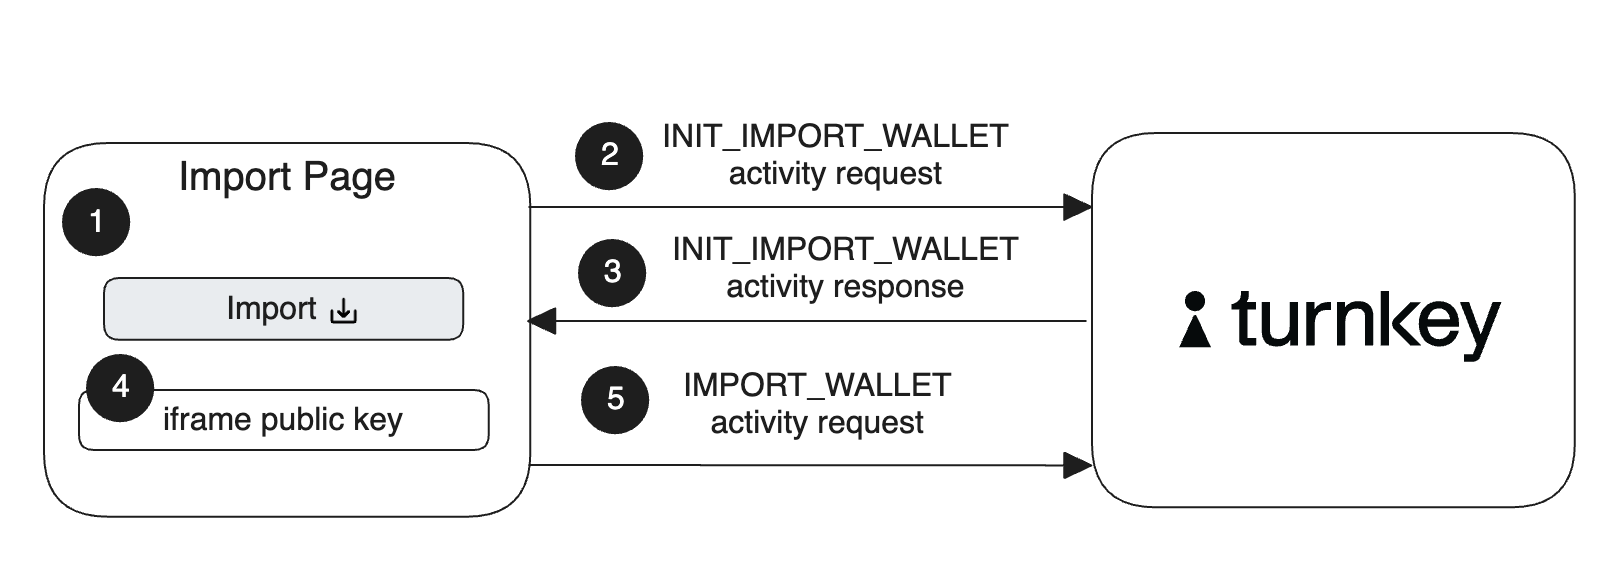 Import Page
1
Import
4
iframe public key
2
INIT_IMPORT_WALLET
activity request
3
INIT_IMPORT_WALLET
activity response
5
IMPORT_WALLET
activity request
turnkey